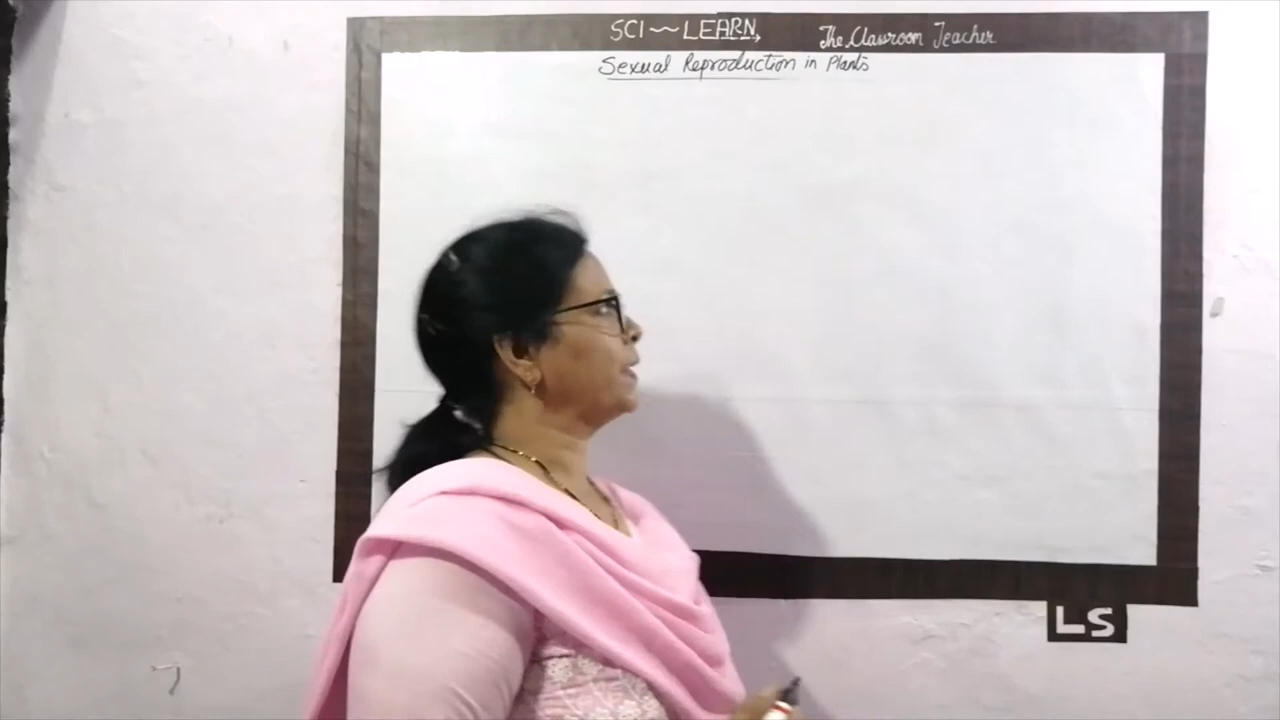 SCI~LEARN, The Classroom Teacher
Sexual Reproduction in Plants
LS